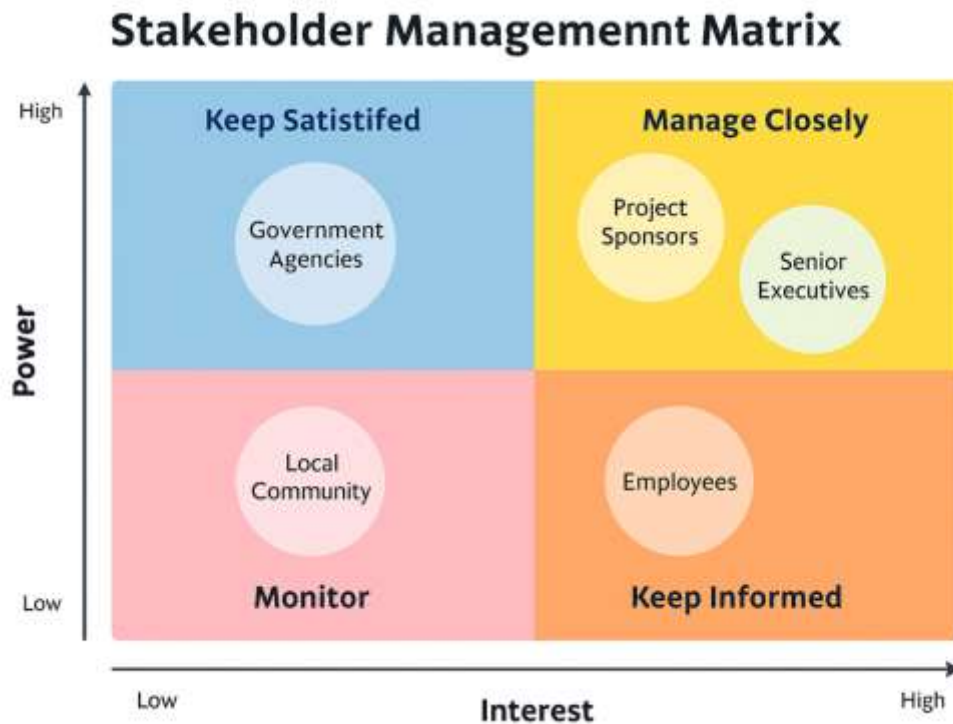 Stakeholder Managemennt Matrix
High
Keep Satistifed
Manage Closely
Government
Agencies
Project
Sponsors
Senior
Executives
Power
Local
Community
Employees
Monitor
Keep Informed
Low
Low
Interest
High